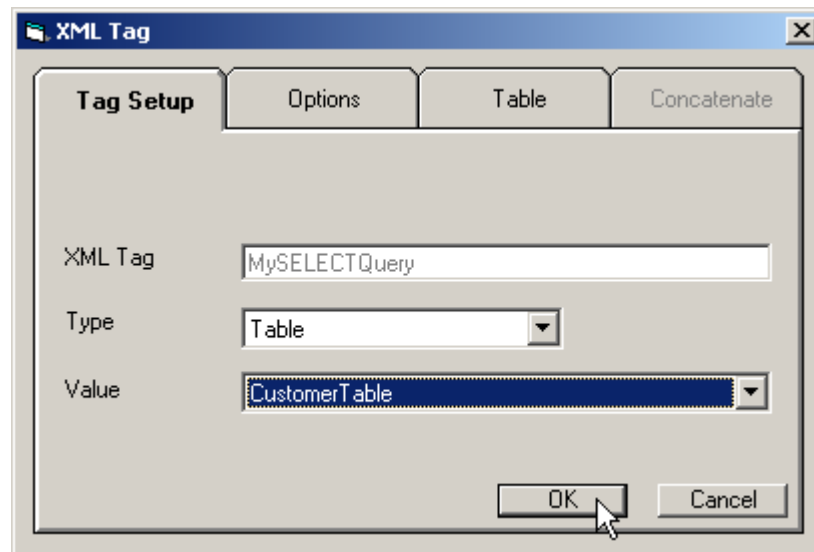 XML Tag
Tag Setup Options Table Concatenate
XML Tag MySELECTQuery
Type Table
Value CustomerTable
OK Cancel